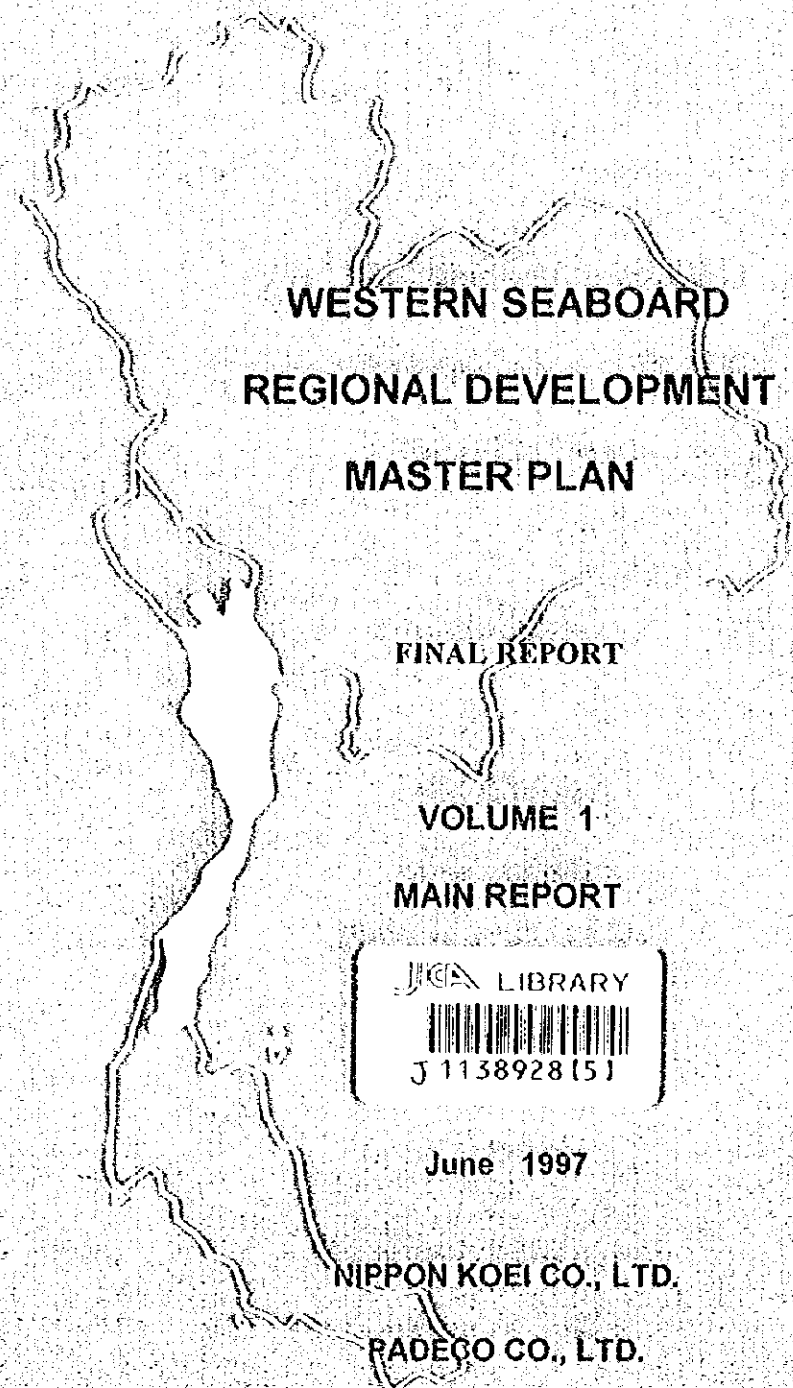 WESTERN SEABOARD
REGIONAL DEVELOPMENT
MASTER PLAN
FINAL REPORT
VOLUME 1
MAIN REPORT
JICA LIBRARY
J 1138928 [5]
June 1997
NIPPON KOEI CO., LTD.
PADECO CO., LTD.